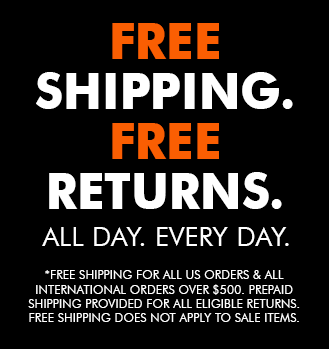 FREE
SHIPPING.
FREE
RETURNS.
ALL DAY. EVERY DAY.
*FREE SHIPPING FOR ALL US ORDERS & ALL
INTERNATIONAL ORDERS OVER $500. PREPAID
SHIPPING PROVIDED FOR ALL ELIGIBLE RETURNS.
FREE SHIPPING DOES NOT APPLY TO SALE ITEMS.